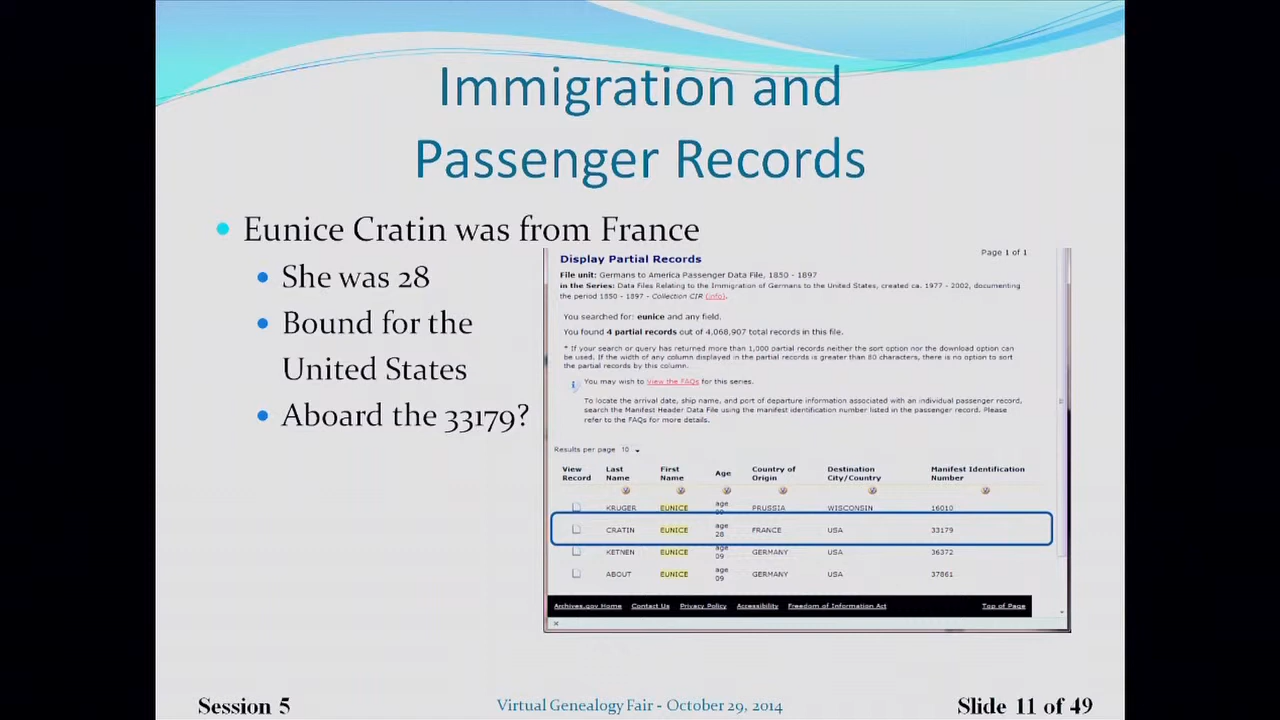 Immigration and
Passenger Records
Eunice Cratin was from France
She was 28
Bound for the
United States
Aboard the 33179?
Page 1 of 1
Display Partial Records
File unit: Germans to America Passenger Data File, 1850 - 1897
in the Series: Data Files Relating to the Immigration of Germans to the United States, created ca. 1977 - 2002, documenting
the period 1850 - 1897 - Collection CIR (info).
You searched for: eunice and any field.
You found 4 partial records out of 4,068,907 total records in this file.
* If your search or query has returned more than 1,000 partial records neither the sort option nor the download option can
be used. If the width of any column displayed in the partial records is greater than 80 characters, there is no option to sort
the partial records by this column.
You may wish to View the FAQs for this series.
To locate the arrival date, ship name, and port of departure information associated with an individual passenger record,
search the Manifest Header Data File using the manifest identification number listed in the passenger record. Please
refer to the FAQs for more details.
Results per page 10
View Record Last Name First Name Age Country of Origin Destination City/Country Manifest Identification Number
KRUGER EUNICE age PRUSSIA WISCONSIN 16010
CRATIN EUNICE age 28 FRANCE USA 33179
KETNEN EUNICE age 09 GERMANY USA 36372
ABOUT EUNICE age 09 GERMANY USA 37861
Archives.gov Home Contact Us Privacy Policy Accessibility Freedom of Information Act Top of Page
Session 5
Virtual Genealogy Fair - October 29, 2014
Slide 11 of 49